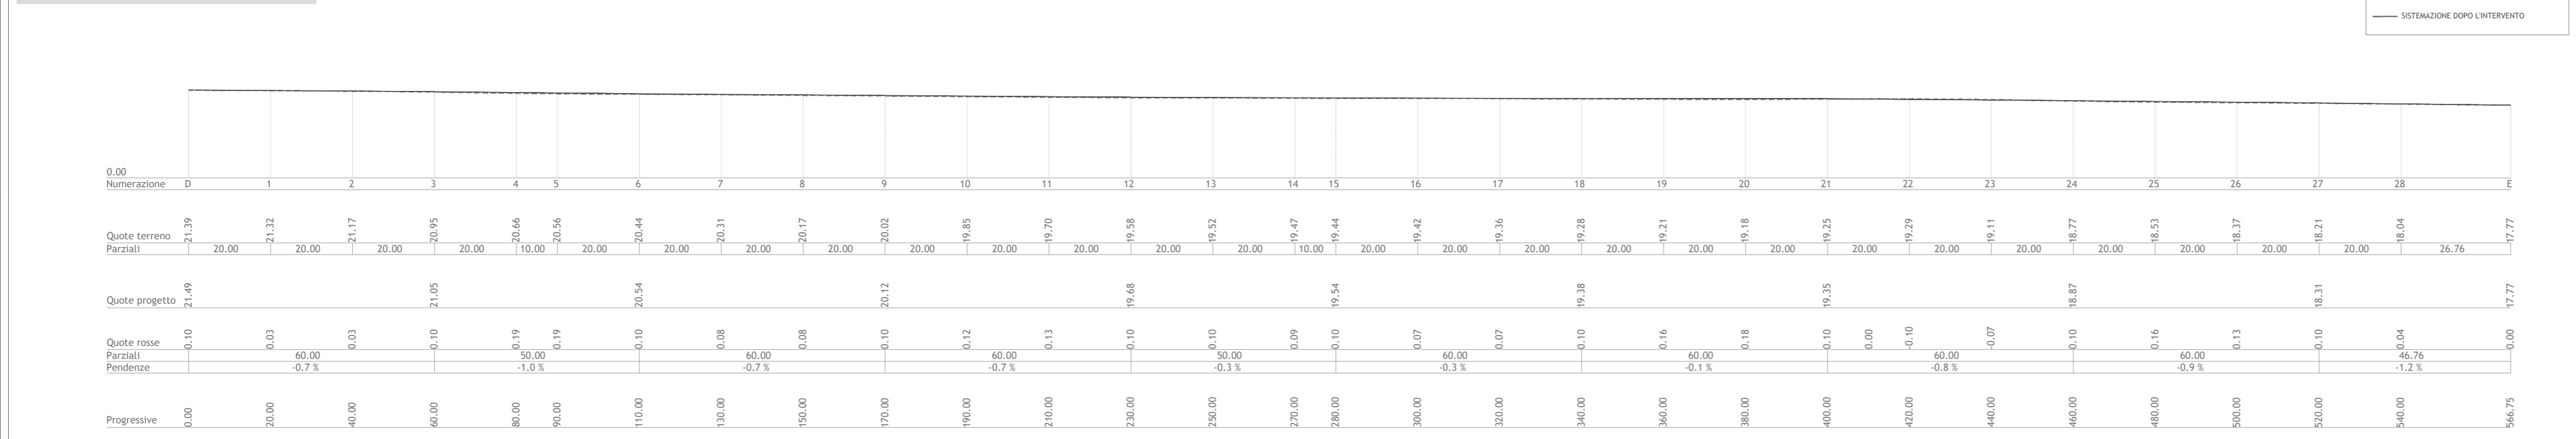 SISTEMAZIONE DOPO L'INTERVENTO
0.00
Numerazione D 1 2 3 4 5 6 7 8 9 10 11 12 13 14 15 16 17 18 19 20 21 22 23 24 25 26 27 28 E
Quote terreno 21.39 21.32 21.17 20.95 20.66 20.56 20.44 20.31 20.17 20.02 19.85 19.70 19.58 19.52 19.47 19.44 19.42 19.36 19.28 19.21 19.18 19.25 19.29 19.11 18.77 18.53 18.37 18.21 18.04 17.77
Parziali 20.00 20.00 20.00 20.00 10.00 20.00 20.00 20.00 20.00 20.00 20.00 20.00 20.00 20.00 10.00 20.00 20.00 20.00 20.00 20.00 20.00 20.00 20.00 20.00 20.00 20.00 20.00 20.00 26.76
Quote progetto 21.49 21.05 20.54 20.12 19.68 19.54 19.38 19.35 18.87 18.31 17.77
Quote rosse 0.10 0.03 0.03 0.10 0.19 0.19 0.10 0.08 0.08 0.10 0.12 0.13 0.10 0.10 0.09 0.10 0.07 0.07 0.10 0.16 0.18 0.10 0.00 -0.10 -0.07 0.10 0.16 0.13 0.10 0.04 0.00
Parziali 60.00 50.00 60.00 60.00 50.00 60.00 60.00 60.00 60.00 46.76
Pendenze -0.7 % -1.0 % -0.7 % -0.7 % -0.3 % -0.3 % -0.1 % -0.8 % -0.9 % -1.2 %
Progressive 0.00 20.00 40.00 60.00 80.00 90.00 110.00 130.00 150.00 170.00 190.00 210.00 230.00 250.00 270.00 280.00 300.00 320.00 340.00 360.00 380.00 400.00 420.00 440.00 460.00 480.00 500.00 520.00 540.00 566.75